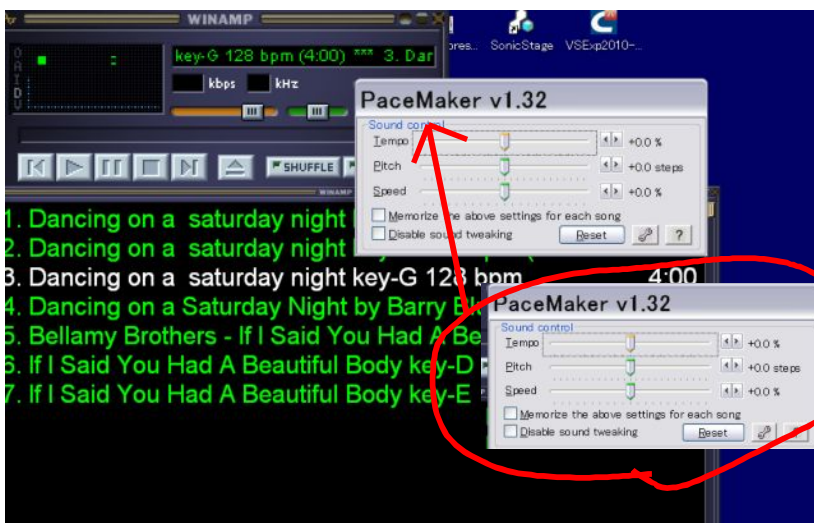 WINAMP
key-G 128 bpm (4:00) *** 3. Dar
kbps kHz
SHUFFLE
SonicStage VSExp2010-...
PaceMaker v1.32
Sound control
Tempo +0.0 %
Pitch +0.0 steps
Speed +0.0 %
Memorize the above settings for each song
Disable sound tweaking Reset ?
WINAMP
1. Dancing on a saturday night
2. Dancing on a saturday night
3. Dancing on a saturday night key-G 128 bpm 4:00
4. Dancing on a Saturday Night by Barry Bl
5. Bellamy Brothers - If I Said You Had A Be
6. If I Said You Had A Beautiful Body key-D
7. If I Said You Had A Beautiful Body key-E
PaceMaker v1.32
Sound control
Tempo +0.0 %
Pitch +0.0 steps
Speed +0.0 %
Memorize the above settings for each song
Disable sound tweaking Reset